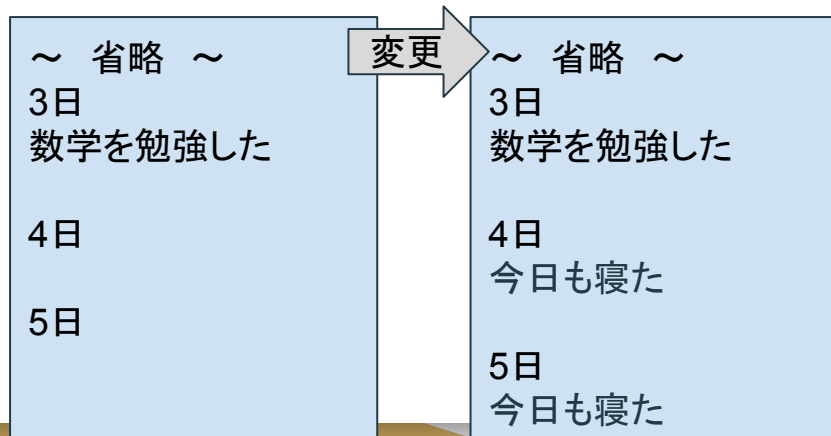 ～ 省略 ～
3日
数学を勉強した
4日
5日
変更
～ 省略 ～
3日
数学を勉強した
4日
今日も寝た
5日
今日も寝た